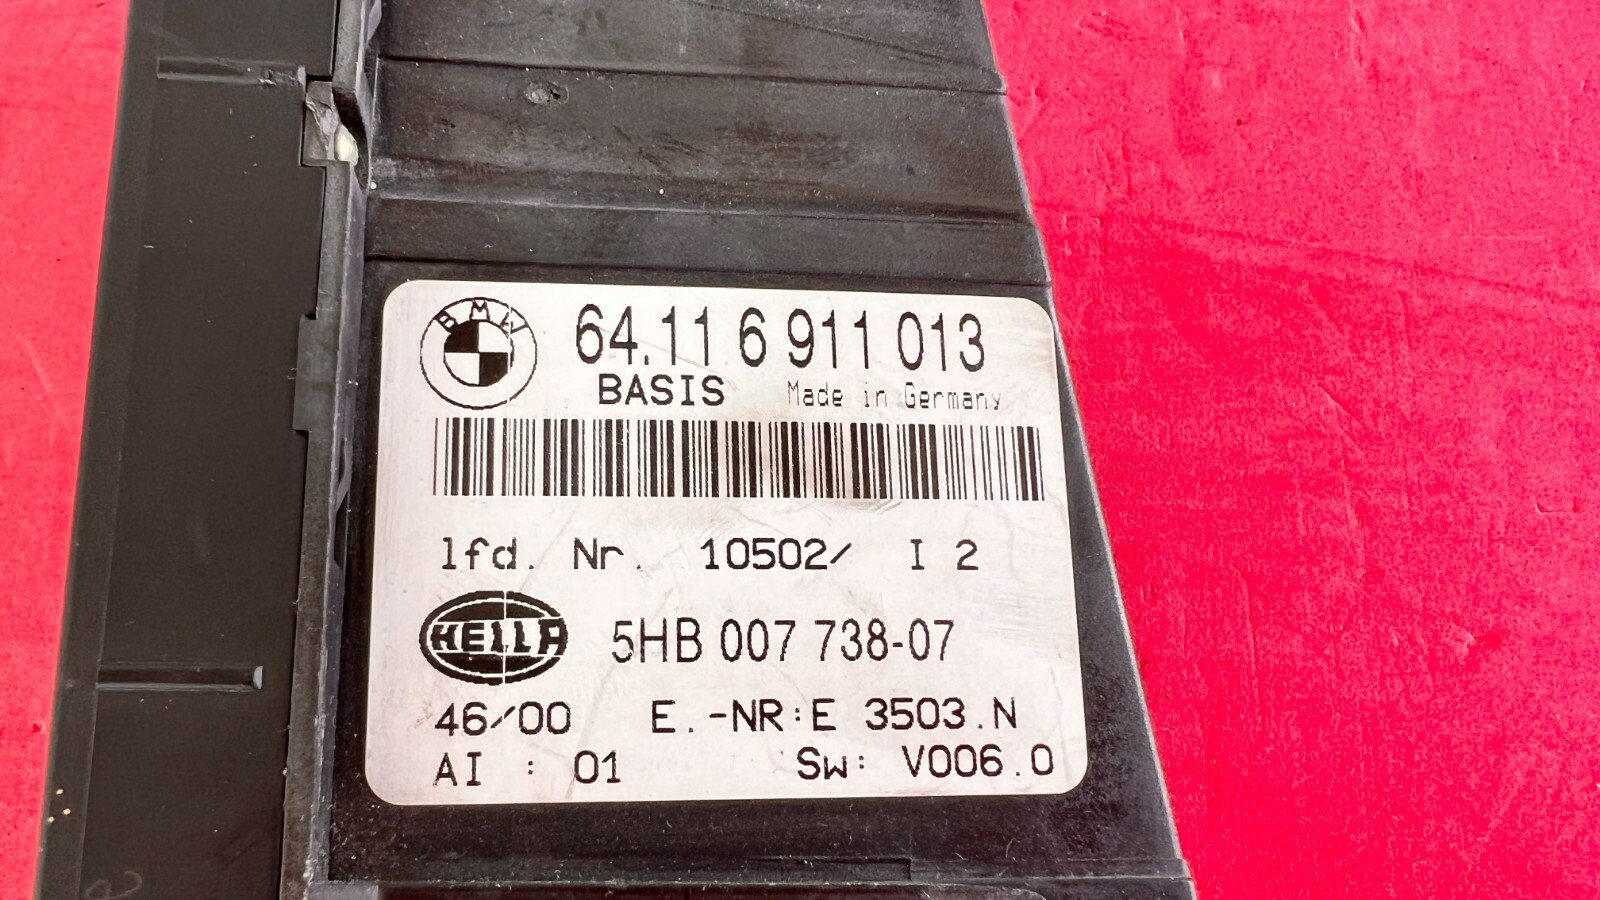 BMW
64.11 6 911 013
BASIS Made in Germany
lfd. Nr. 10502/ I 2
HELLA 5HB 007 738-07
46/00 E.-NR:E 3503.N
AI : 01 Sw: V006.0